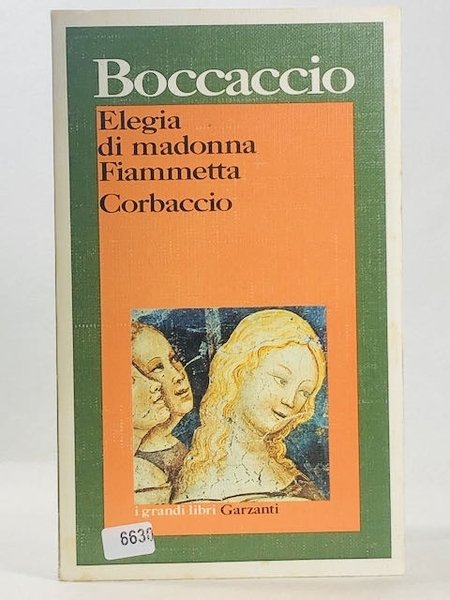 Boccaccio
Elegia
di madonna
Fiammetta
Corbaccio
i grandi libri Garzanti